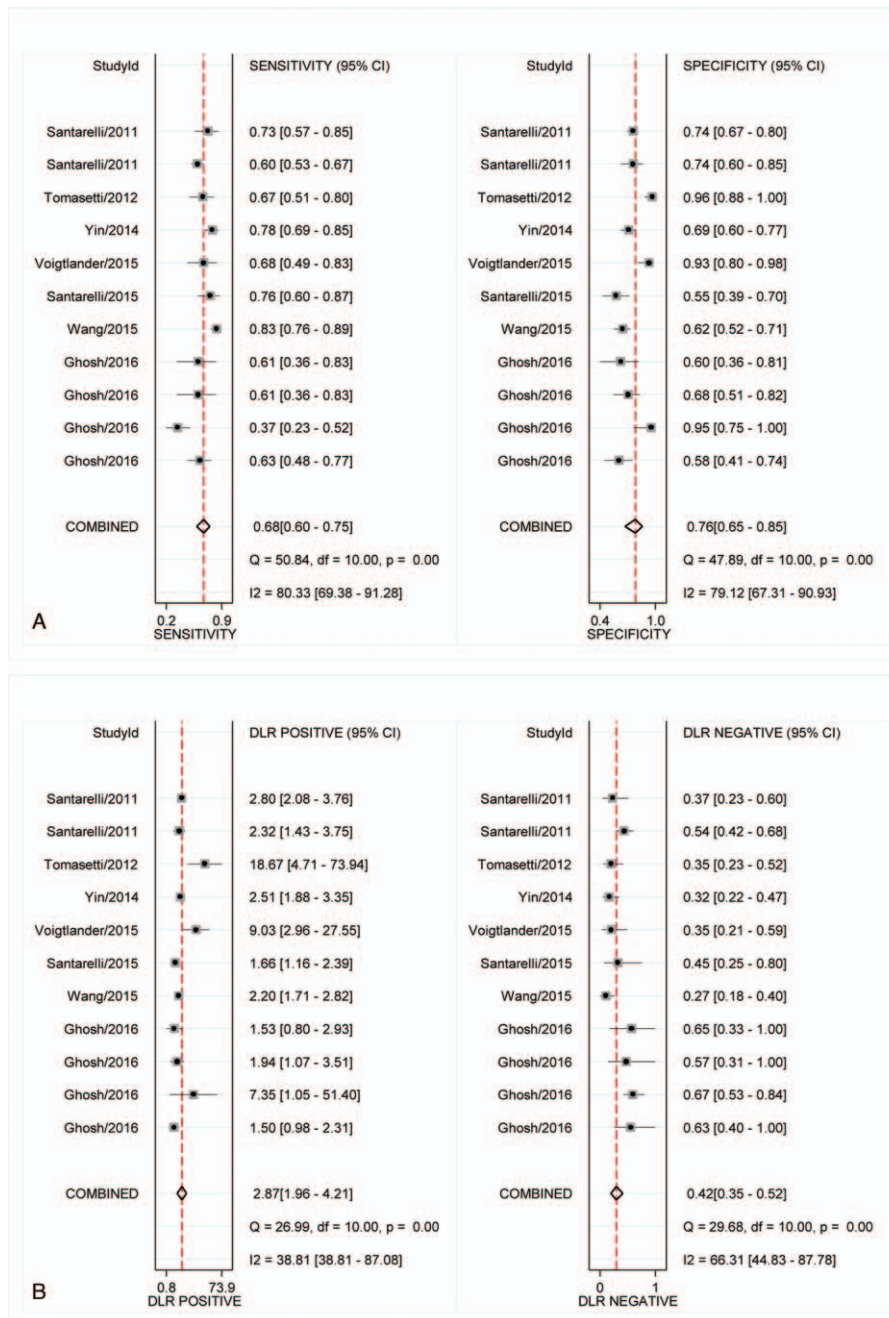 StudyId SENSITIVITY (95% CI)
Santarelli/2011 0.73 [0.57 - 0.85]
Santarelli/2011 0.60 [0.53 - 0.67]
Tomasetti/2012 0.67 [0.51 - 0.80]
Yin/2014 0.78 [0.69 - 0.85]
Voigtlander/2015 0.68 [0.49 - 0.83]
Santarelli/2015 0.76 [0.60 - 0.87]
Wang/2015 0.83 [0.76 - 0.89]
Ghosh/2016 0.61 [0.36 - 0.83]
Ghosh/2016 0.61 [0.36 - 0.83]
Ghosh/2016 0.37 [0.23 - 0.52]
Ghosh/2016 0.63 [0.48 - 0.77]
COMBINED 0.68[0.60 - 0.75]
Q = 50.84, df = 10.00, p = 0.00
I2 = 80.33 [69.38 - 91.28]
0.2 0.9
SENSITIVITY
StudyId SPECIFICITY (95% CI)
Santarelli/2011 0.74 [0.67 - 0.80]
Santarelli/2011 0.74 [0.60 - 0.85]
Tomasetti/2012 0.96 [0.88 - 1.00]
Yin/2014 0.69 [0.60 - 0.77]
Voigtlander/2015 0.93 [0.80 - 0.98]
Santarelli/2015 0.55 [0.39 - 0.70]
Wang/2015 0.62 [0.52 - 0.71]
Ghosh/2016 0.60 [0.36 - 0.81]
Ghosh/2016 0.68 [0.51 - 0.82]
Ghosh/2016 0.95 [0.75 - 1.00]
Ghosh/2016 0.58 [0.41 - 0.74]
COMBINED 0.76[0.65 - 0.85]
Q = 47.89, df = 10.00, p = 0.00
I2 = 79.12 [67.31 - 90.93]
0.4 1.0
SPECIFICITY
A
StudyId DLR POSITIVE (95% CI)
Santarelli/2011 2.80 [2.08 - 3.76]
Santarelli/2011 2.32 [1.43 - 3.75]
Tomasetti/2012 18.67 [4.71 - 73.94]
Yin/2014 2.51 [1.88 - 3.35]
Voigtlander/2015 9.03 [2.96 - 27.55]
Santarelli/2015 1.66 [1.16 - 2.39]
Wang/2015 2.20 [1.71 - 2.82]
Ghosh/2016 1.53 [0.80 - 2.93]
Ghosh/2016 1.94 [1.07 - 3.51]
Ghosh/2016 7.35 [1.05 - 51.40]
Ghosh/2016 1.50 [0.98 - 2.31]
COMBINED 2.87[1.96 - 4.21]
Q = 26.99, df = 10.00, p = 0.00
I2 = 38.81 [38.81 - 87.08]
0.8 73.9
DLR POSITIVE
StudyId DLR NEGATIVE (95% CI)
Santarelli/2011 0.37 [0.23 - 0.60]
Santarelli/2011 0.54 [0.42 - 0.68]
Tomasetti/2012 0.35 [0.23 - 0.52]
Yin/2014 0.32 [0.22 - 0.47]
Voigtlander/2015 0.35 [0.21 - 0.59]
Santarelli/2015 0.45 [0.25 - 0.80]
Wang/2015 0.27 [0.18 - 0.40]
Ghosh/2016 0.65 [0.33 - 1.00]
Ghosh/2016 0.57 [0.31 - 1.00]
Ghosh/2016 0.67 [0.53 - 0.84]
Ghosh/2016 0.63 [0.40 - 1.00]
COMBINED 0.42[0.35 - 0.52]
Q = 29.68, df = 10.00, p = 0.00
I2 = 66.31 [44.83 - 87.78]
0 1
DLR NEGATIVE
B